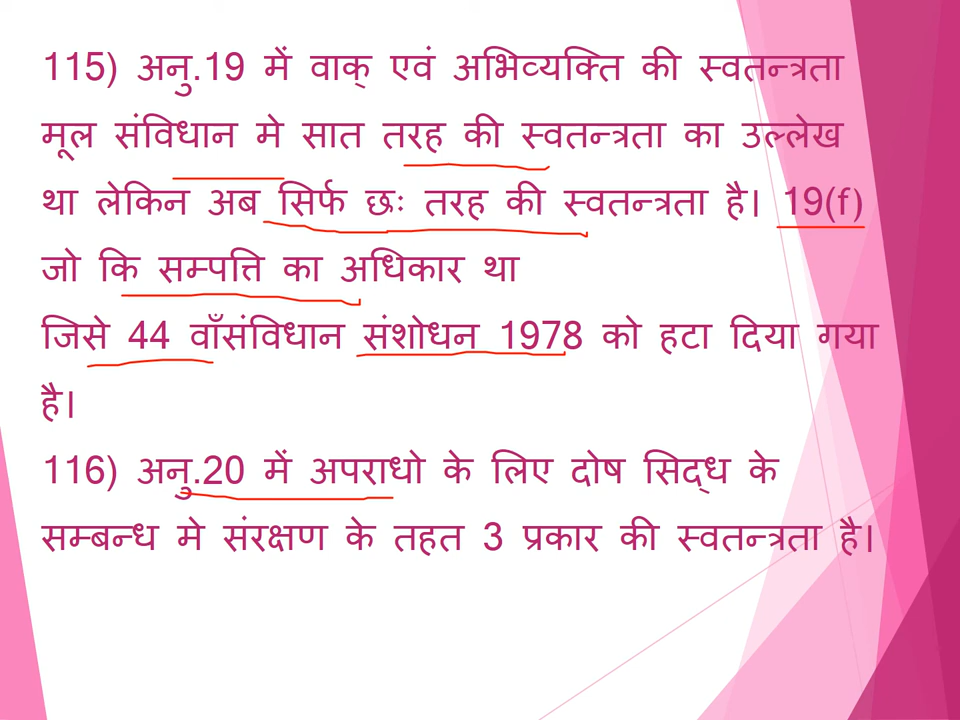 115) अनु.19 में वाक् एवं अभिव्यक्ति की स्वतन्त्रता
मूल संविधान मे सात तरह की स्वतन्त्रता का उल्लेख
था लेकिन अब सिर्फ छः तरह की स्वतन्त्रता है। 19(f)
जो कि सम्पत्ति का अधिकार था
जिसे 44 वाँसंविधान संशोधन 1978 को हटा दिया गया
है।
116) अनु.20 में अपराधो के लिए दोष सिद्ध के
सम्बन्ध मे संरक्षण के तहत 3 प्रकार की स्वतन्त्रता है।